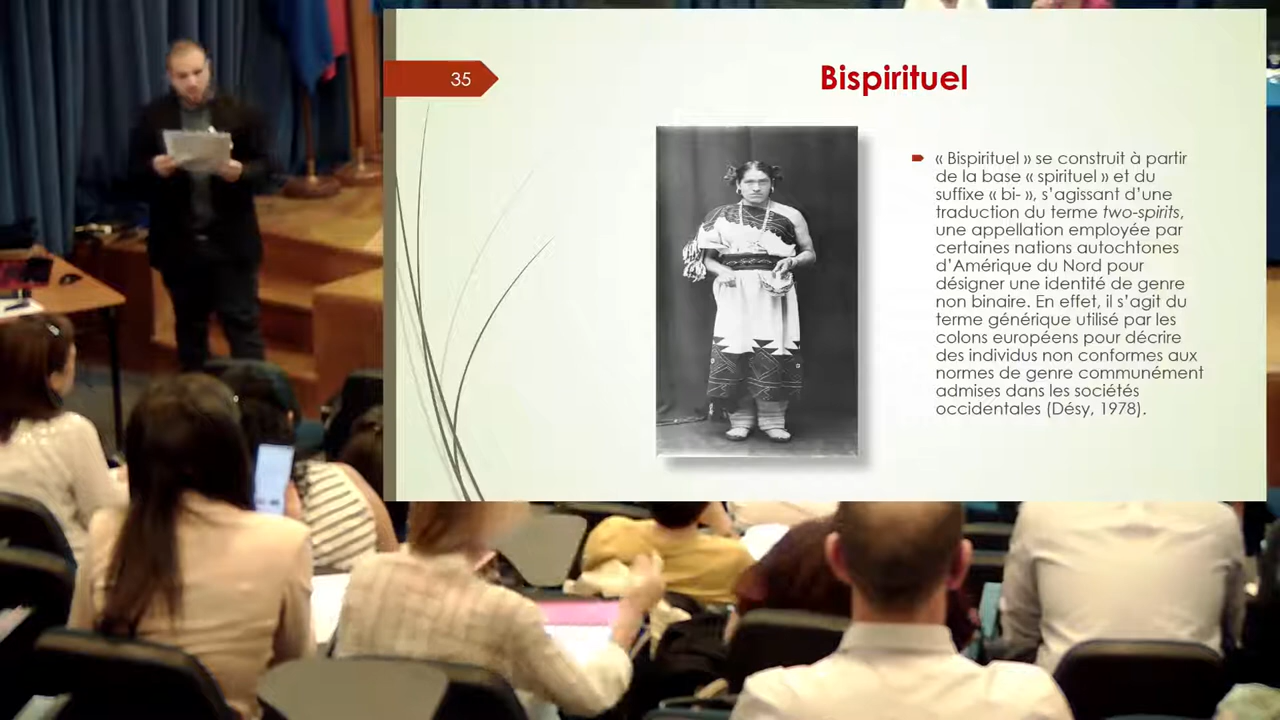 35
Bispirituel
« Bispirituel » se construit à partir
de la base « spirituel » et du
suffixe « bi- », s’agissant d’une
traduction du terme two-spirits,
une appellation employée par
certaines nations autochtones
d’Amérique du Nord pour
désigner une identité de genre
non binaire. En effet, il s’agit du
terme générique utilisé par les
colons européens pour décrire
des individus non conformes aux
normes de genre communément
admises dans les sociétés
occidentales (Désy, 1978).